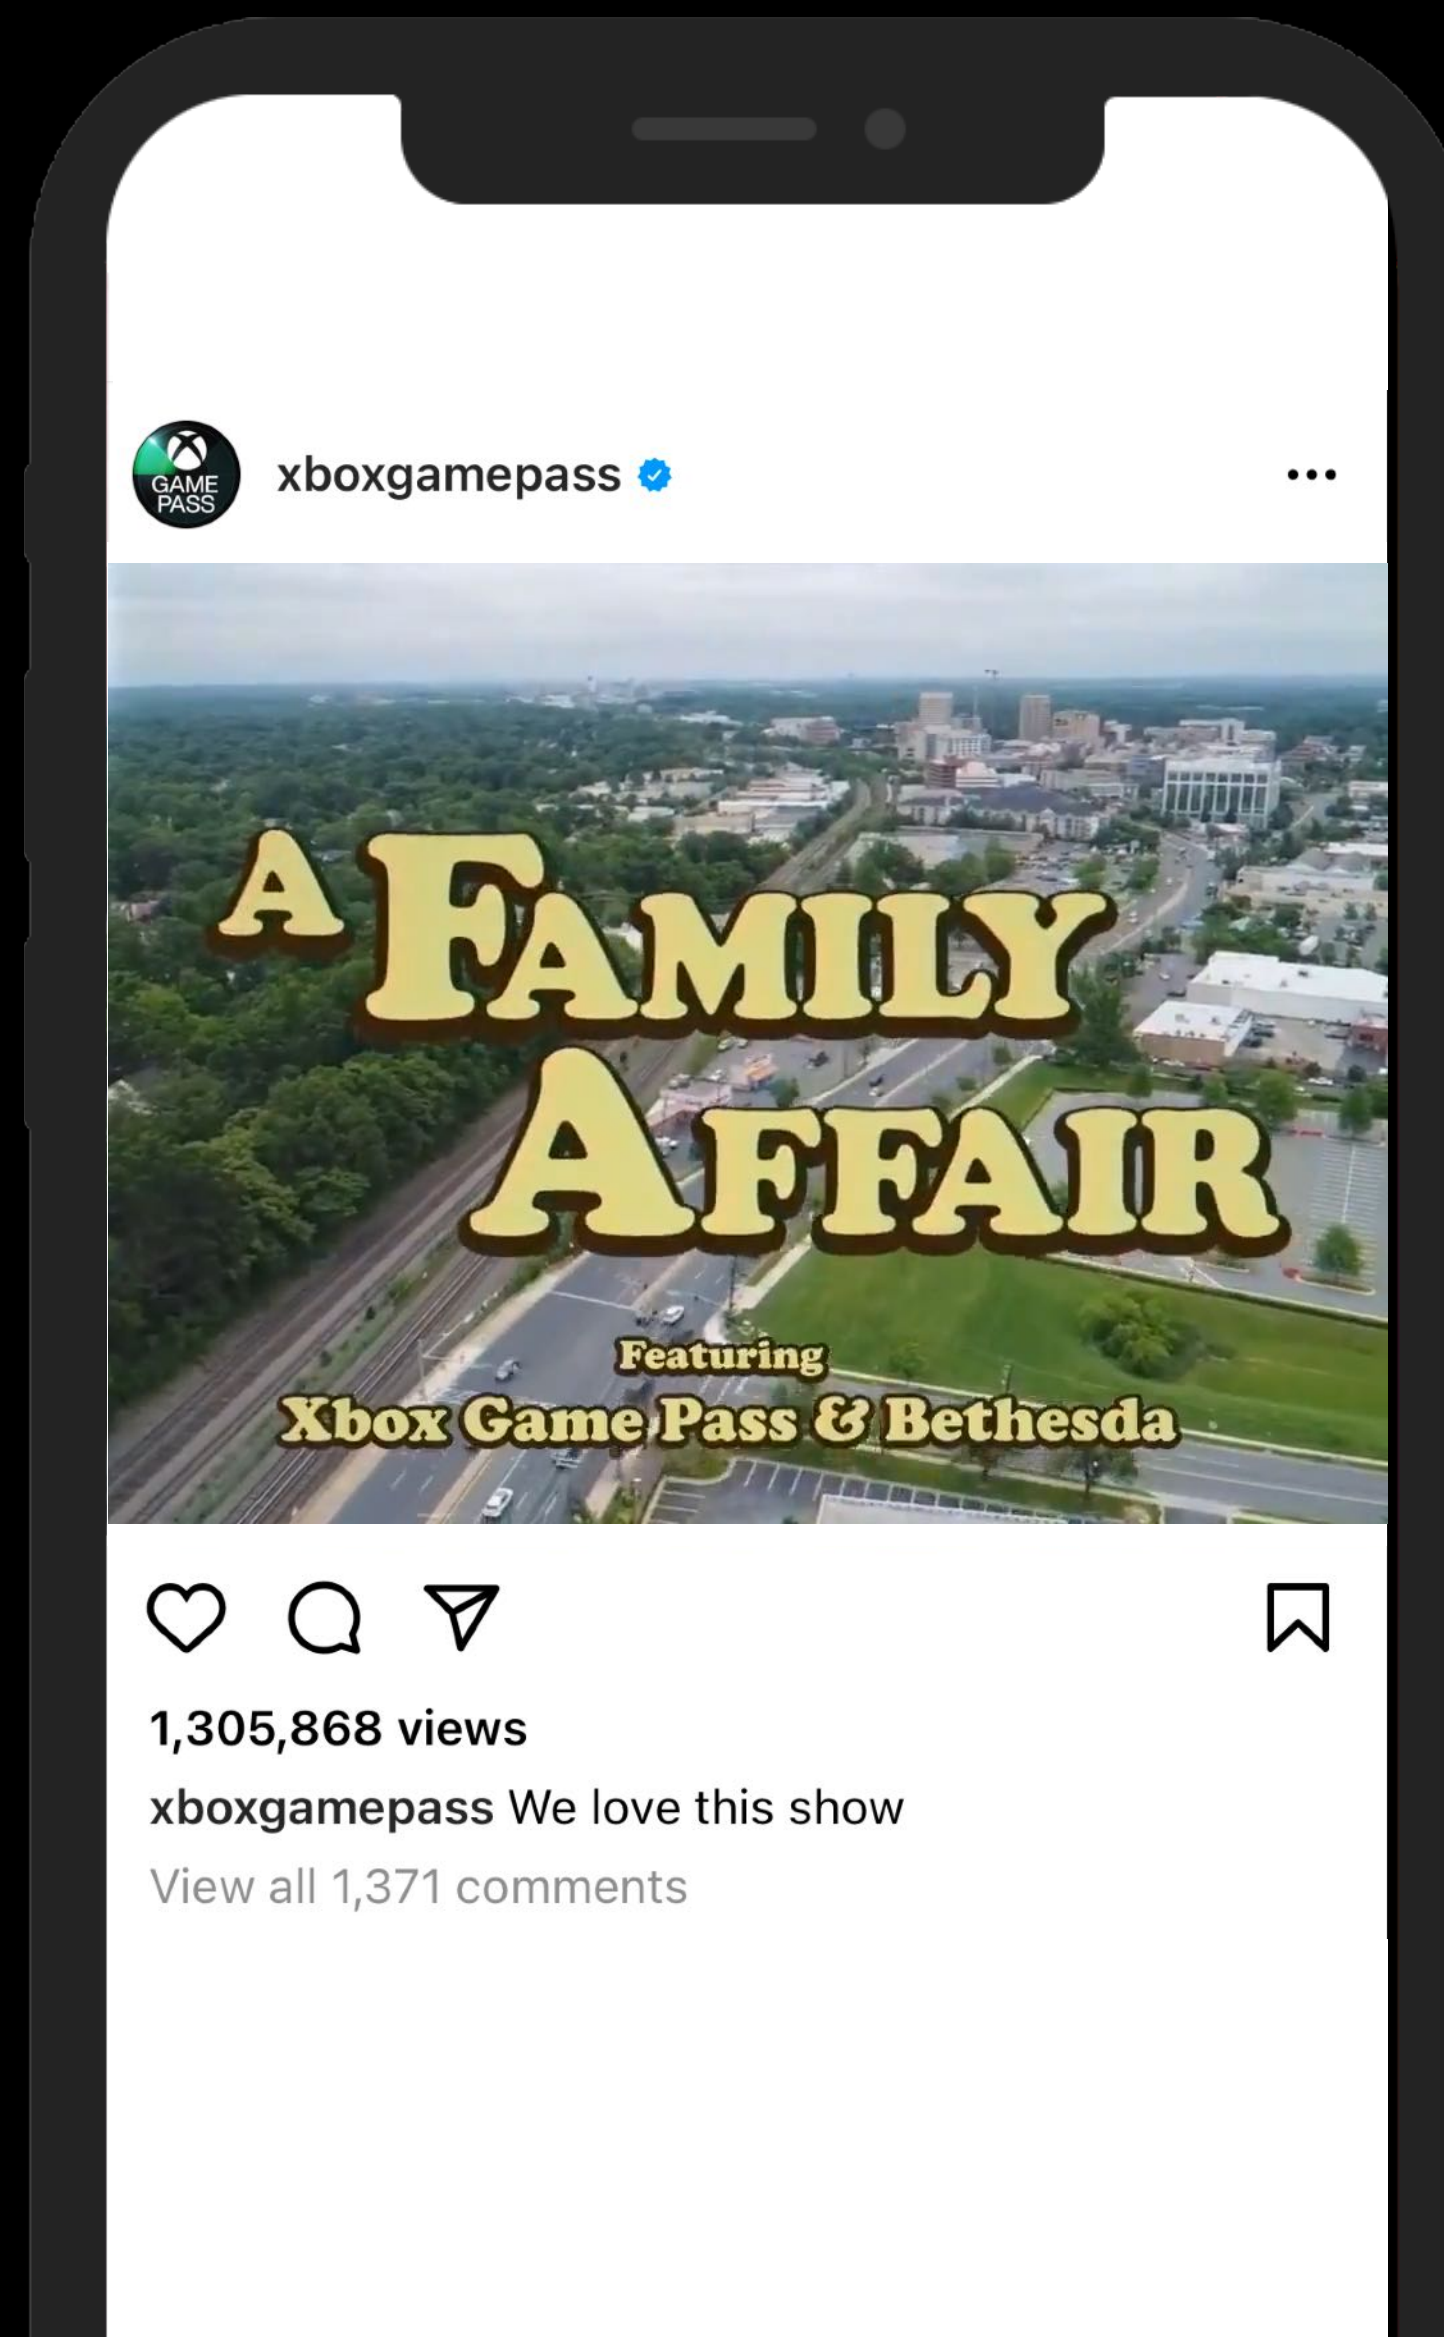 GAME
PASS
xboxgamepass
A FAMILY
AFFAIR
Featuring
Xbox Game Pass & Bethesda
1,305,868 views
xboxgamepass We love this show
View all 1,371 comments